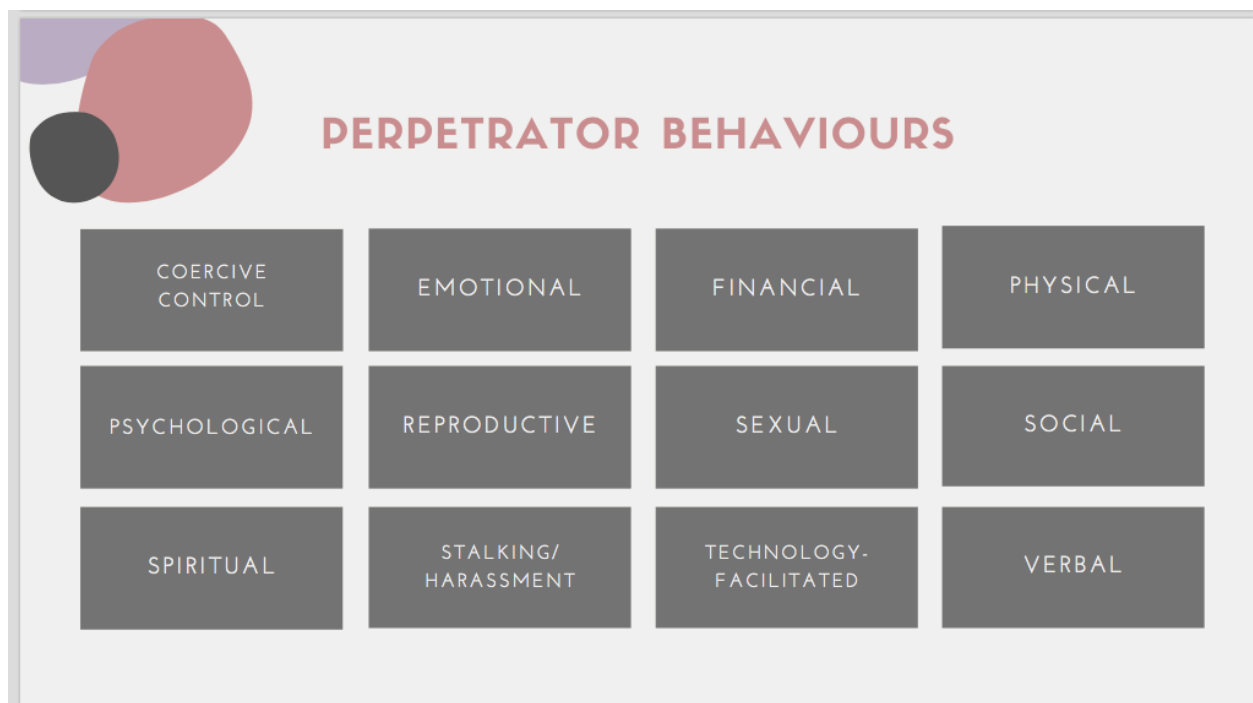 PERPETRATOR BEHAVIOURS
COERCIVE
CONTROL
EMOTIONAL
FINANCIAL
PHYSICAL
PSYCHOLOGICAL
REPRODUCTIVE
SEXUAL
SOCIAL
SPIRITUAL
STALKING/
HARASSMENT
TECHNOLOGY-
FACILITATED
VERBAL